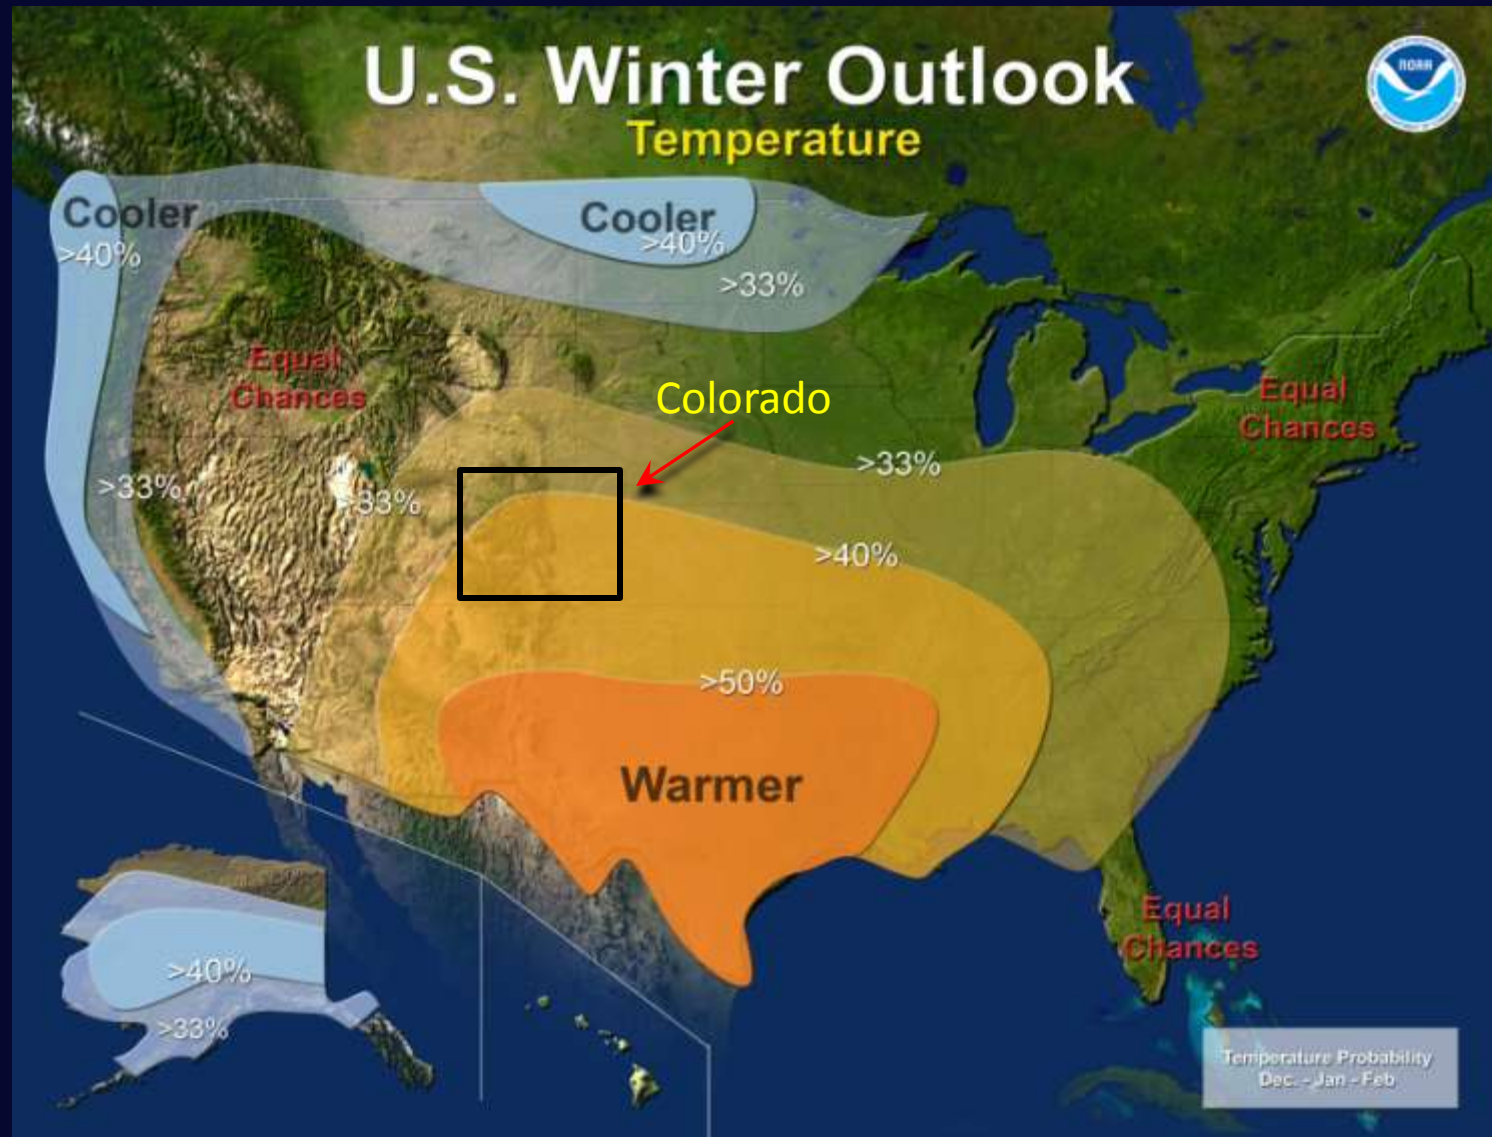 U.S. Winter Outlook
Temperature
NOAA
Cooler
>40%
Cooler
>40%
>33%
Equal
Chances
Colorado
Equal
Chances
>33%
>33%
>33%
>40%
>50%
Warmer
Equal
Chances
>40%
>33%
Temperature Probability
Dec. - Jan - Feb